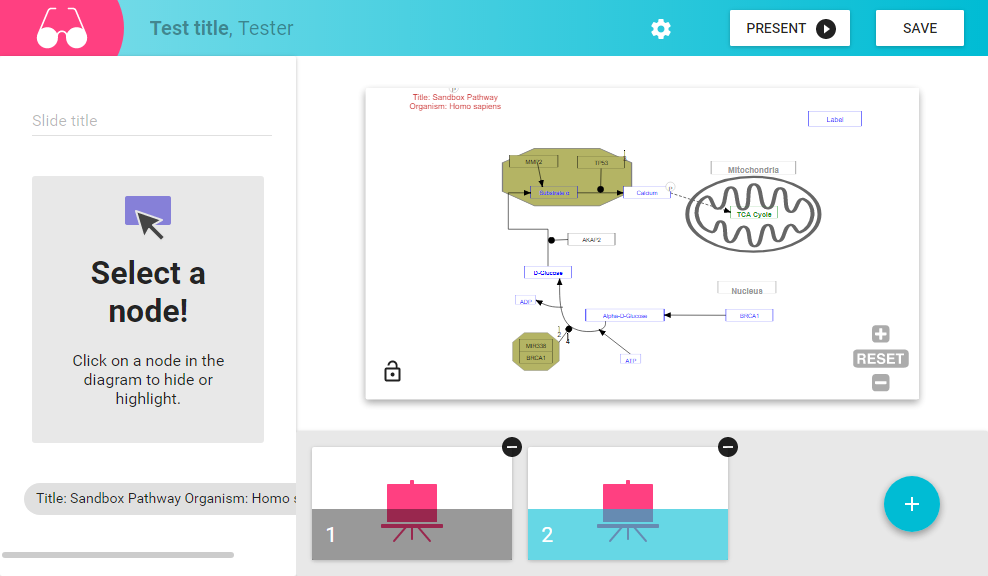 Test title, Tester
PRESENT
SAVE
Slide title
Select a
node!
Click on a node in the
diagram to hide or
highlight.
Title: Sandbox Pathway Organism: Homo
Title: Sandbox Pathway
Organism: Homo sapiens
Label
MMP2
TP53
Mitochondria
Substrate α
Calcium
TCA Cycle
AKAP2
D-Glucose
Nucleus
ADP
Alpha-D-Glucose
BRCA1
BRCA1
ATP
RESET
1
2